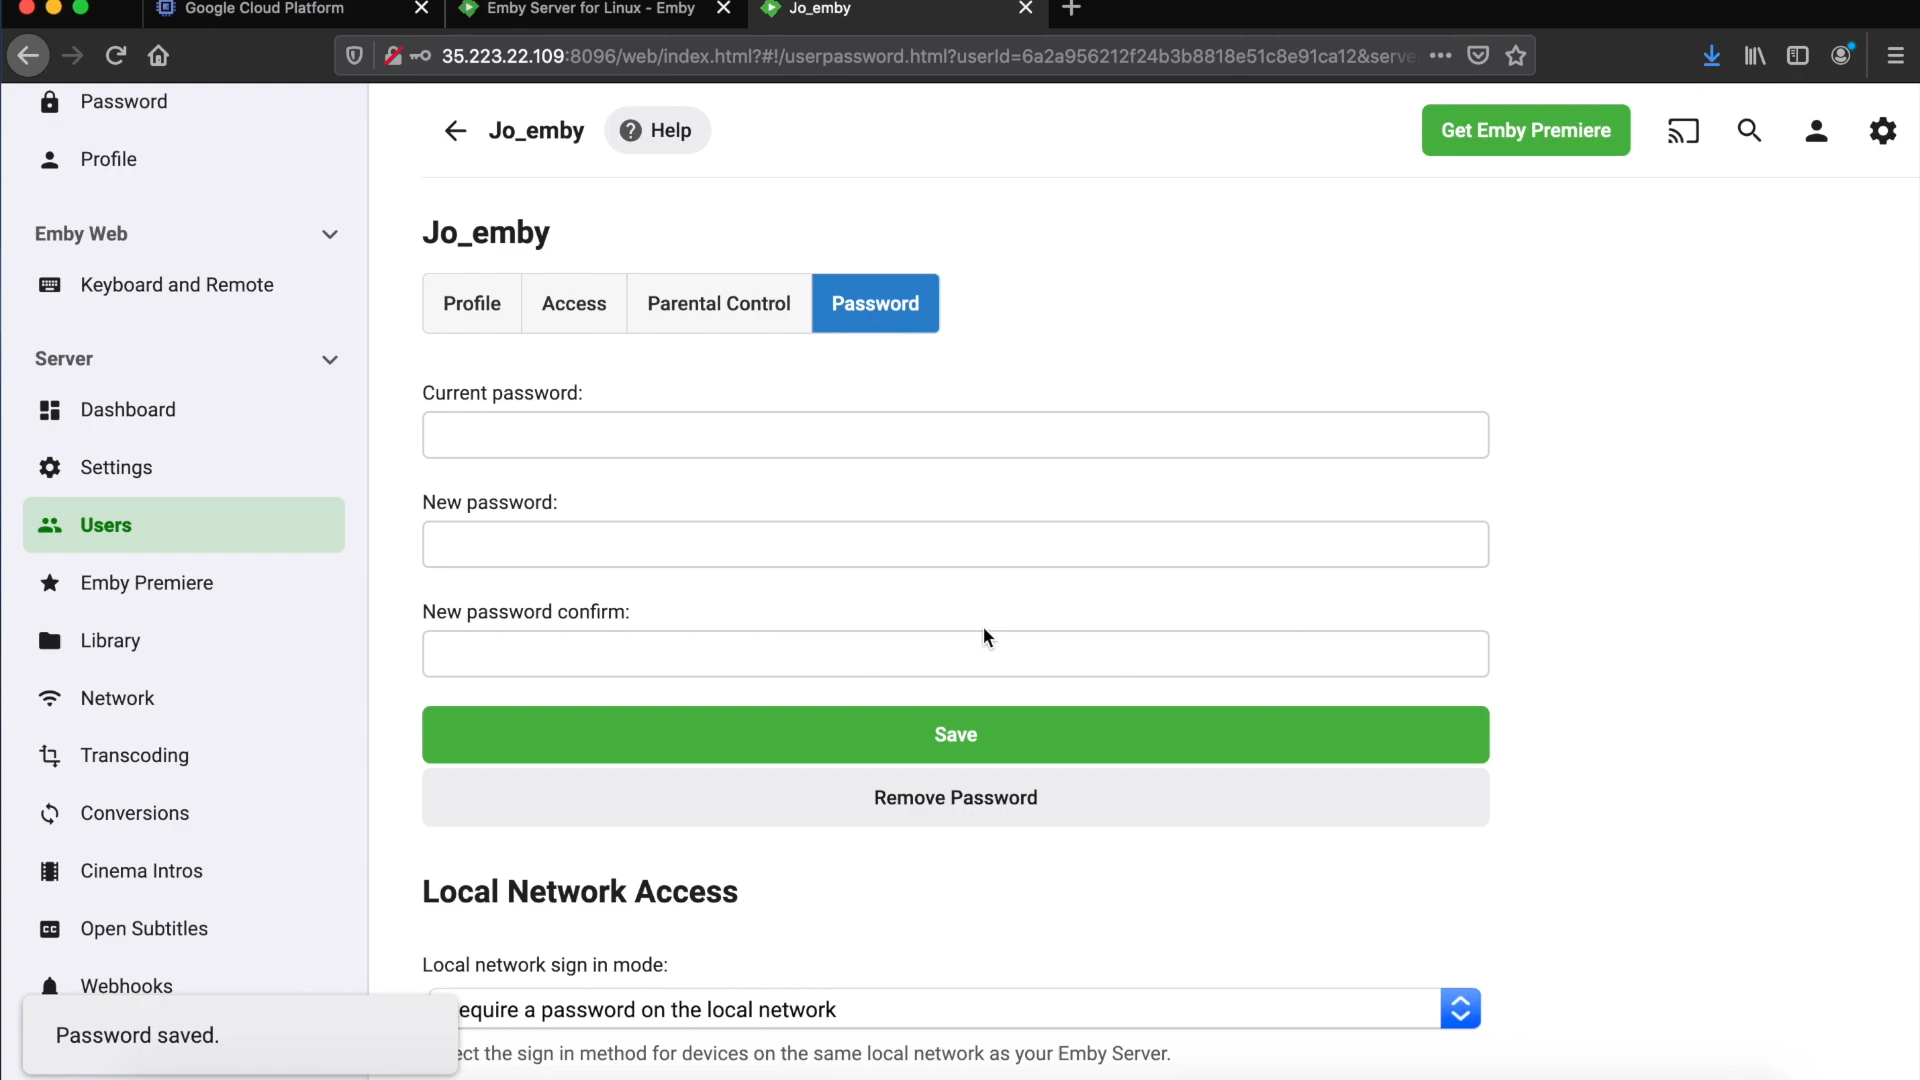 Google Cloud Platform
Emby Server for Linux - Emby
Jo_emby
35.223.22.109:8096/web/index.html?#!/userpassword.html?userId=6a2a956212f24b3b8818e51c8e91ca12&serve
Password
Profile
Emby Web
Keyboard and Remote
Server
Dashboard
Settings
Users
Emby Premiere
Library
Network
Transcoding
Conversions
Cinema Intros
CC Open Subtitles
Webhooks
Password saved.
Jo_emby
? Help
Get Emby Premiere
Jo_emby
Profile Access Parental Control Password
Current password:
New password:
New password confirm:
Save
Remove Password
Local Network Access
Local network sign in mode:
equire a password on the local network
ect the sign in method for devices on the same local network as your Emby Server.